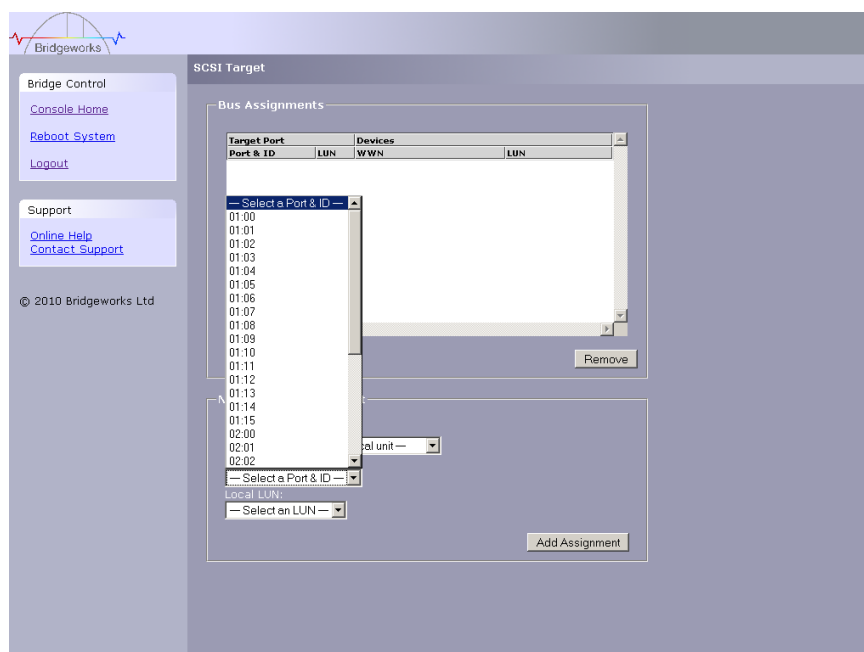 Bridgeworks
SCSI Target
Bridge Control
Console Home
Reboot System
Logout
Support
Online Help
Contact Support
© 2010 Bridgeworks Ltd
Bus Assignments
Target Port Devices
Port & ID LUN WWN LUN
— Select a Port & ID —
01:00
01:01
01:02
01:03
01:04
01:05
01:06
01:07
01:08
01:09
01:10
01:11
01:12
01:13
01:14
01:15
02:00
02:01
02:02
Remove
unit —
— Select a Port & ID —
Local LUN:
— Select an LUN —
Add Assignment